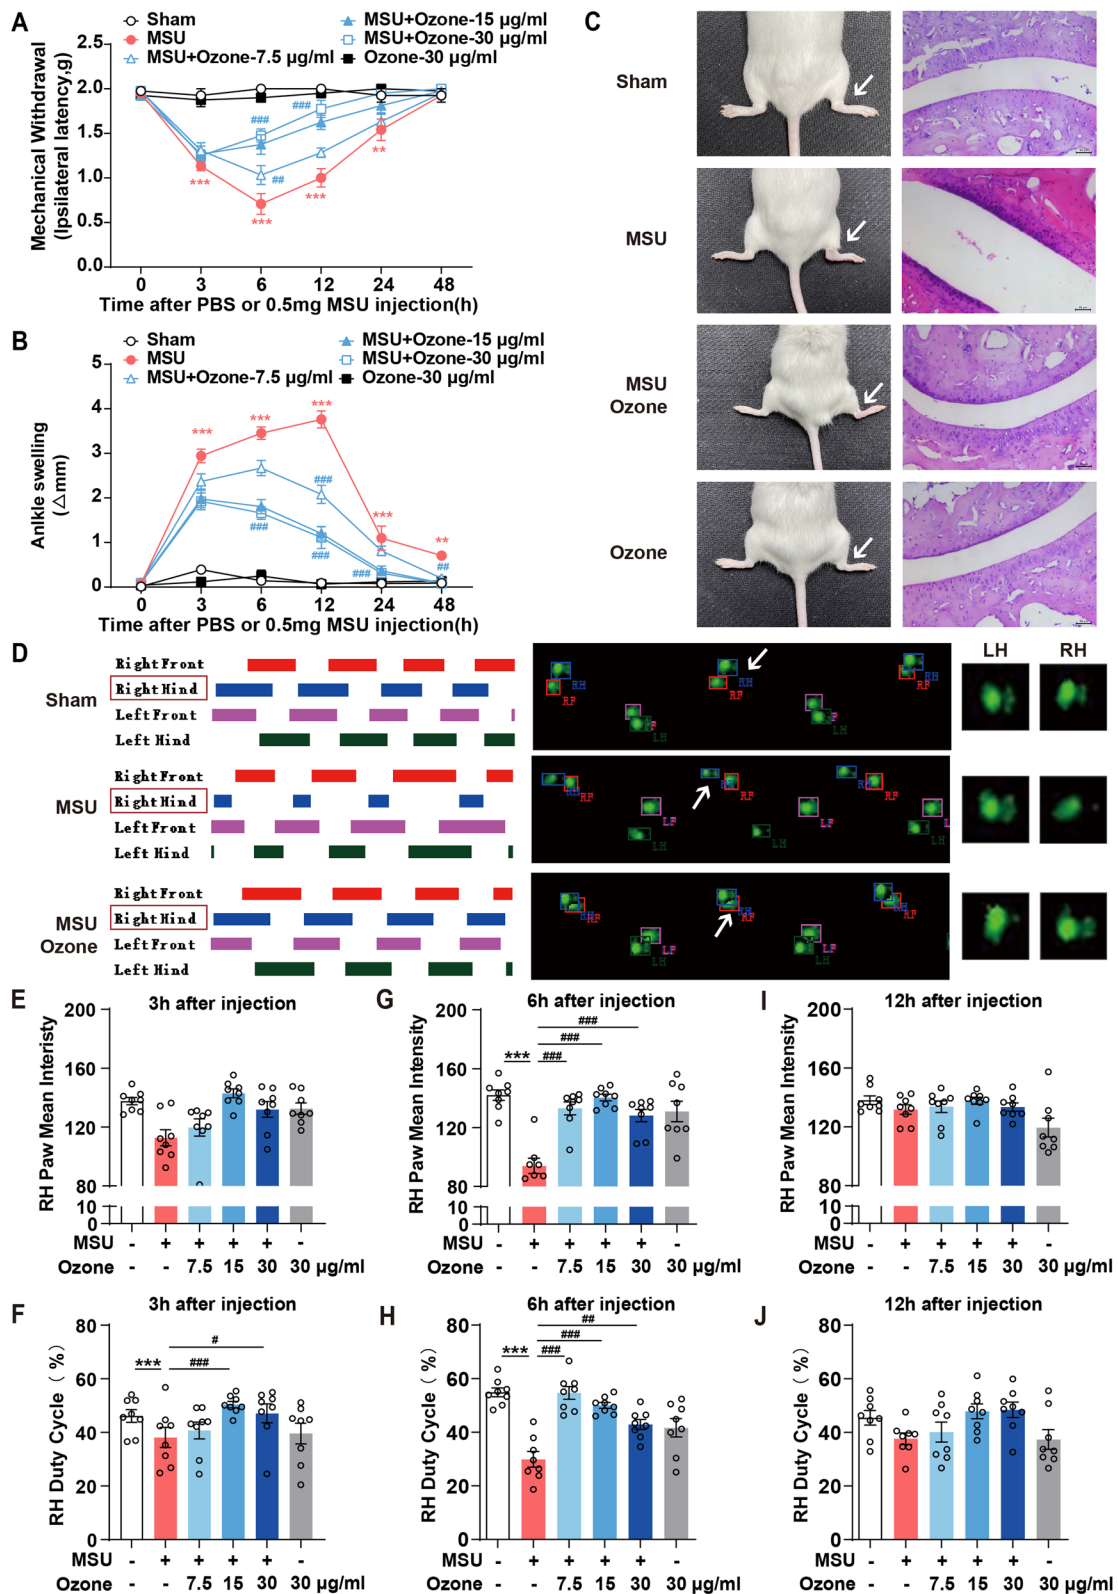 A
Sham
MSU
MSU+Ozone-7.5 µg/ml
MSU+Ozone-15 µg/ml
MSU+Ozone-30 µg/ml
Ozone-30 µg/ml
Mechanical Withdrawal
(Ipsilateral latency,g)
2.5
2.0
1.5
1.0
0.5
0.0
###
###
##
***
***
***
**
0 3 6 12 24 48
Time after PBS or 0.5mg MSU injection(h)
B
Sham
MSU
MSU+Ozone-7.5 µg/ml
MSU+Ozone-15 µg/ml
MSU+Ozone-30 µg/ml
Ozone-30 µg/ml
Anlkle swelling
(△mm)
5
4
3
2
1
0
***
***
***
***
**
###
###
###
###
##
0 3 6 12 24 48
Time after PBS or 0.5mg MSU injection(h)
C
Sham
MSU
MSU
Ozone
Ozone
D
LH RH
Sham
Right Front
Right Hind
Left Front
Left Hind
RH
RF
LH
MSU
Right Front
Right Hind
Left Front
Left Hind
RF
LF
LH
LH
LH
MSU
Ozone
Right Front
Right Hind
Left Front
Left Hind
RF
RF
LF
LH
LH
E
3h after injection
RH Paw Mean Interisty
200
160
120
80
10
0
MSU - + + + + -
Ozone - - 7.5 15 30 30 µg/ml
G
6h after injection
RH Paw Mean Intensity
200
160
120
80
10
0
###
###
*** ###
MSU - + + + + -
Ozone - - 7.5 15 30 30 µg/ml
I
12h after injection
RH Paw Mean Intensity
200
160
120
80
10
0
MSU - + + + + -
Ozone - - 7.5 15 30 30 µg/ml
F
3h after injection
RH Duty Cycle（%）
80
60
40
20
0
#
*** ###
MSU - + + + + -
Ozone - - 7.5 15 30 30 µg/ml
H
6h after injection
RH Duty Cycle（%）
80
60
40
20
0
##
###
*** ###
MSU - + + + + -
Ozone - - 7.5 15 30 30 µg/ml
J
12h after injection
RH Duty Cycle（%）
80
60
40
20
0
MSU - + + + + -
Ozone - - 7.5 15 30 30 µg/ml